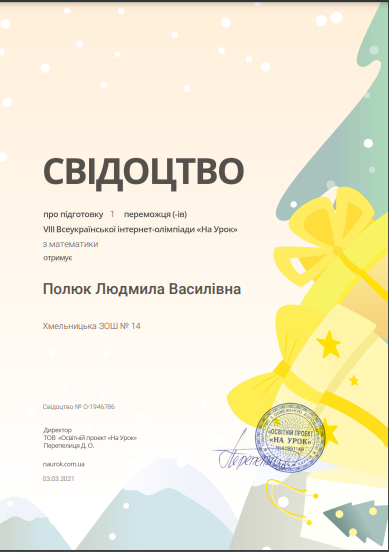 СВІДОЦТВО
про підготовку 1 переможця (-ів)
VIII Всеукраїнської інтернет-олімпіади «На Урок»
з математики
отримує
Полюк Людмила Василівна
Хмельницька ЗОШ № 14
Свідоцтво № О-1946786
Директор
ТОВ «Освітній проект «На Урок»
Перепелиця Д. О.
naurok.com.ua
03.03.2021
«ОСВІТНІЙ ПРОЕКТ
«НА УРОК»